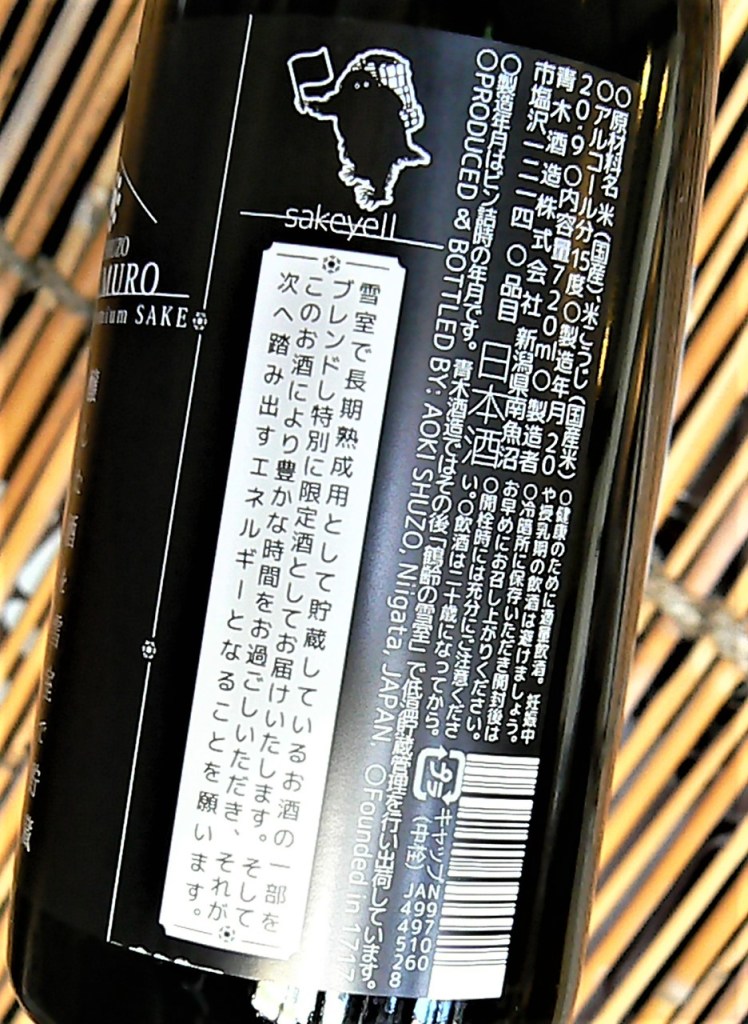 ○原材料名 米(国産)、米こうじ(国産米)
○アルコール分15度○製造年月 20
20.9○内容量720ml○製造者
青木酒造株式会社 新潟県南魚沼
市塩沢一二一四 ○品目 日本酒
○製造年月はビン詰時の年月です。青木酒造ではその後「鶴齢の雪室」で低温貯蔵管理を行い出荷しています。
○PRODUCED & BOTTLED BY: AOKI SHUZO, Niigata, JAPAN. ○Founded in 1717
○健康のために適量飲酒。妊娠中
や授乳期の飲酒は避けましょう。
○冷暗所に保存いただき開封後は
お早めにお召し上がりください。
○開栓時には充分にご注意くださ
い。○飲酒は二十歳になってから。
プラ
キャップ
(中栓)
JAN997
4991060
44528
sakeyell
雪室で長期熟成用として貯蔵しているお酒の一部を
ブレンドし特別に限定酒としてお届けいたします。そして
このお酒により豊かな時間をお過ごしいただき、それが
次へ踏み出すエネルギーとなることを願います。
SAKE